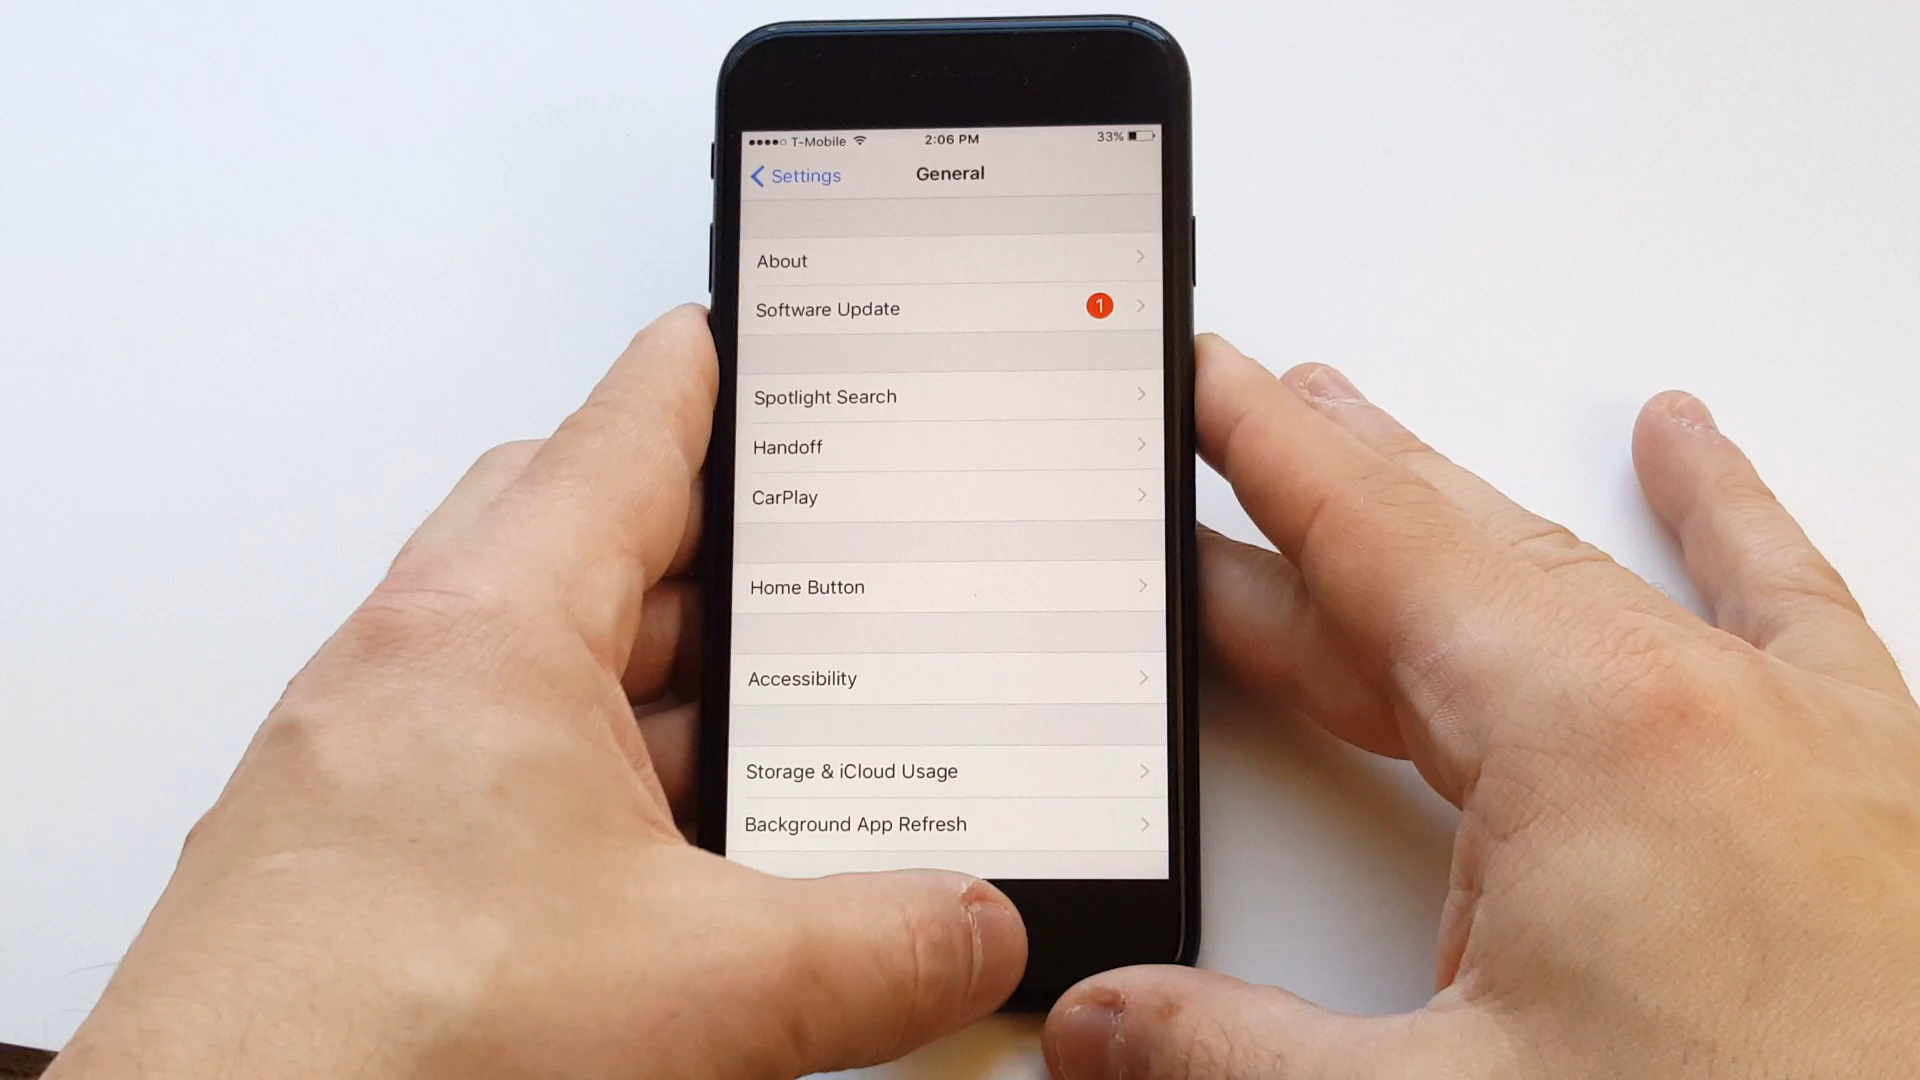 T-Mobile 2:06 PM 33%
Settings General
About
Software Update 1
Spotlight Search
Handoff
CarPlay
Home Button
Accessibility
Storage & iCloud Usage
Background App Refresh